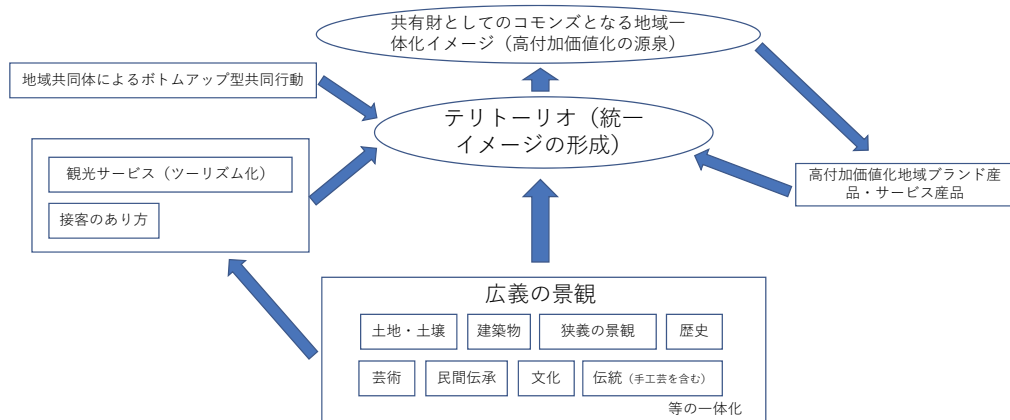 共有財としてのコモンズとなる地域一
体化イメージ（高付加価値化の源泉）
地域共同体によるボトムアップ型共同行動
テリトーリオ（統一
イメージの形成）
観光サービス（ツーリズム化）
接客のあり方
高付加価値化地域ブランド産
品・サービス産品
広義の景観
土地・土壌
建築物
狭義の景観
歴史
芸術
民間伝承
文化
伝統（手工芸を含む）
等の一体化